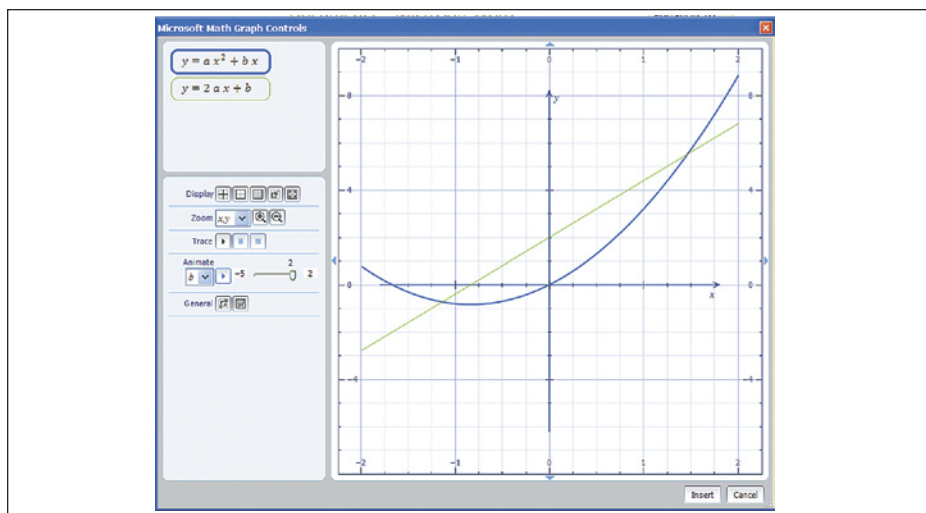 Microsoft Math Graph Controls
y = a x² + b x
y = 2 a x + b
Display
Zoom x,y
Trace
Animate 2
b -5 2
General
-2 -1 0 1 2
8 8
y
4 4
0 0
x
-4 -4
-2 -1 0 1 2
Insert Cancel